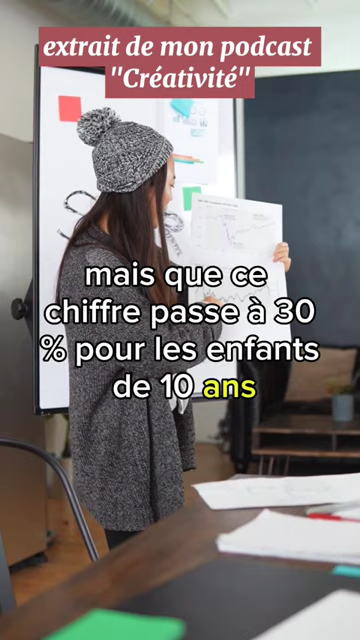 extrait de mon podcast
"Créativité"
mais que ce
chiffre passe à 30
% pour les enfants
de 10 ans